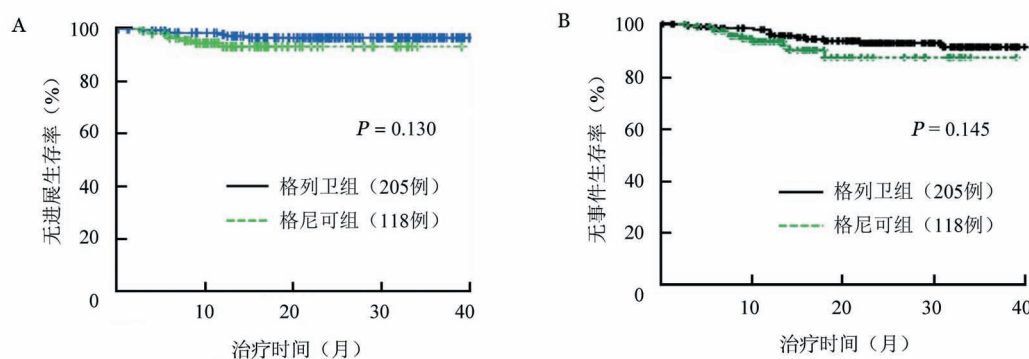 A
无进展生存率（%）
100
80
60
40
20
0
P = 0.130
格列卫组（205例）
格尼可组（118例）
10
20
30
40
治疗时间（月）
B
无事件生存率（%）
100
80
60
40
20
0
P = 0.145
格列卫组（205例）
格尼可组（118例）
10
20
30
40
治疗时间（月）